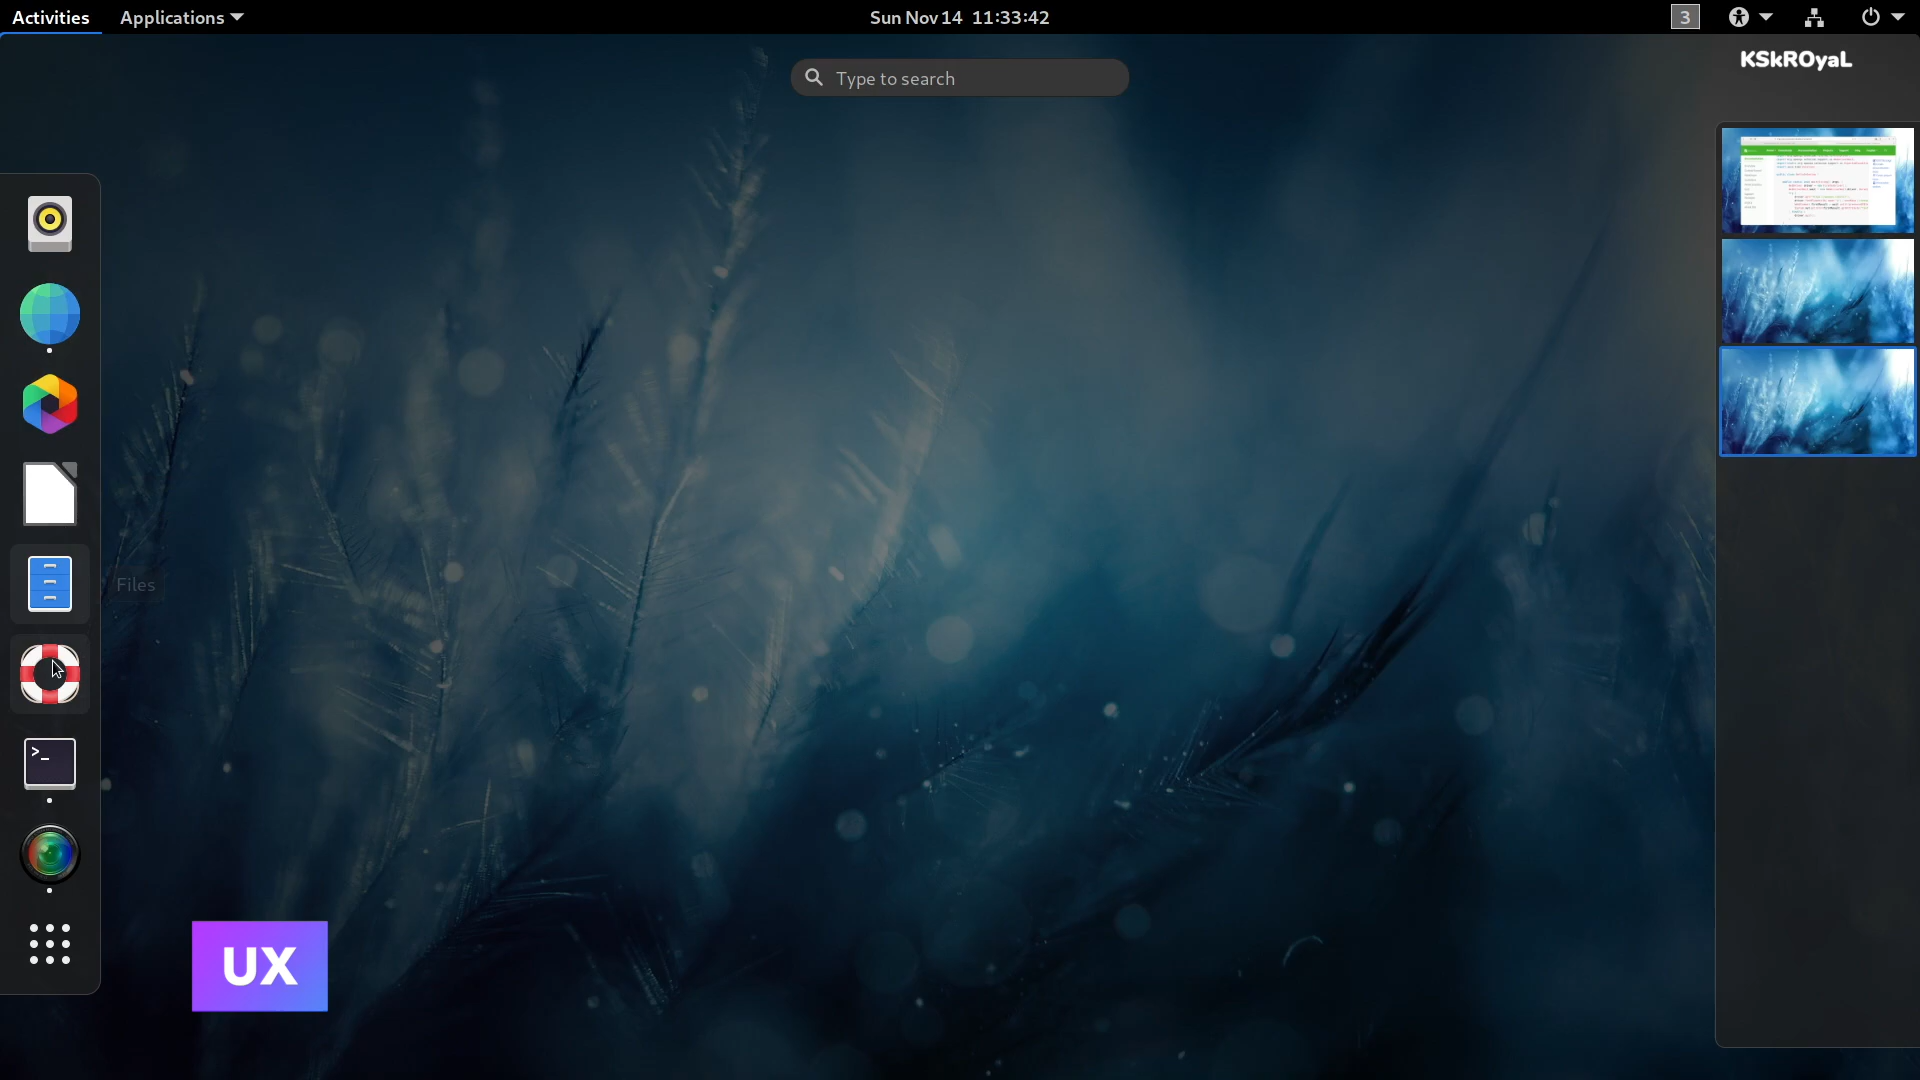 Activities
Applications
Sun Nov 14 11:33:42
3
KSkROyaL
Type to search
Files
>_
UX